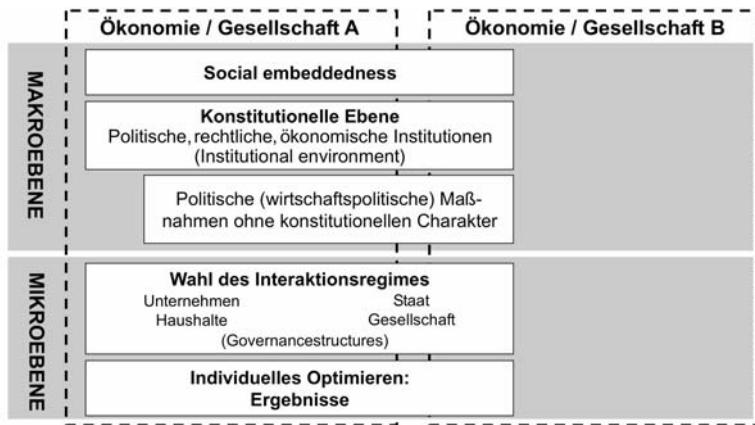 Ökonomie / Gesellschaft A
Ökonomie / Gesellschaft B
MAKROEBENE
Social embeddedness
Konstitutionelle Ebene
Politische, rechtliche, ökonomische Institutionen
(Institutional environment)
Politische (wirtschaftspolitische) Maß-
nahmen ohne konstitutionellen Charakter
MIKROEBENE
Wahl des Interaktionsregimes
Unternehmen Staat
Haushalte Gesellschaft
(Governancestructures)
Individuelles Optimieren:
Ergebnisse